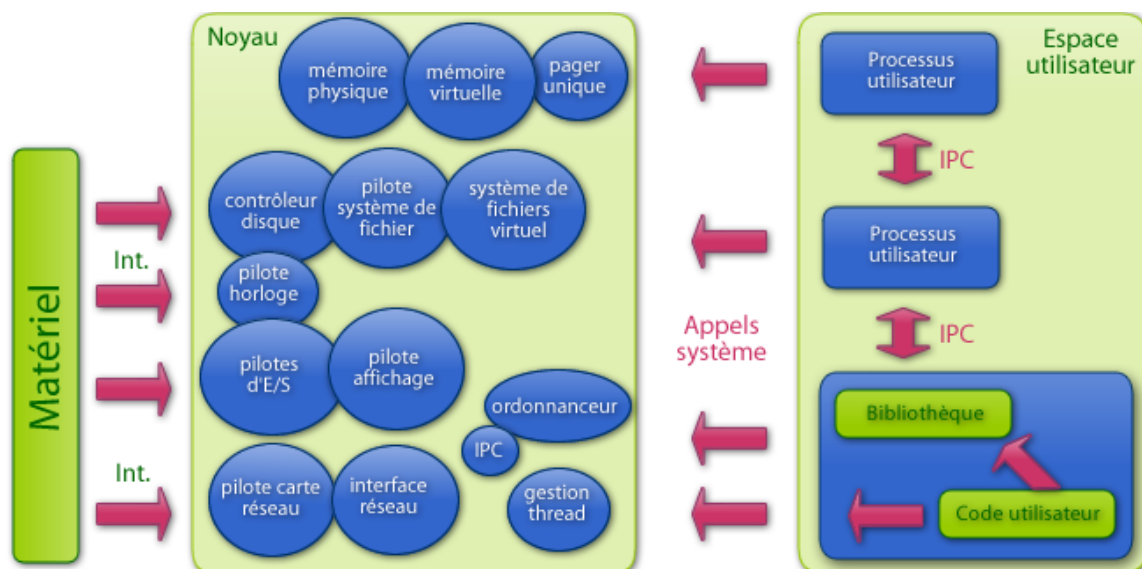 Noyau
mémoire
physique
mémoire
virtuelle
pager
unique
contrôleur
disque
pilote
système de
fichier
système de
fichiers
virtuel
pilote
horloge
pilotes
d'E/S
pilote
affichage
ordonnanceur
IPC
pilote carte
réseau
interface
réseau
gestion
thread
Matériel
Int.
Int.
Appels
système
Espace
utilisateur
Processus
utilisateur
IPC
Processus
utilisateur
IPC
Bibliothèque
Code utilisateur